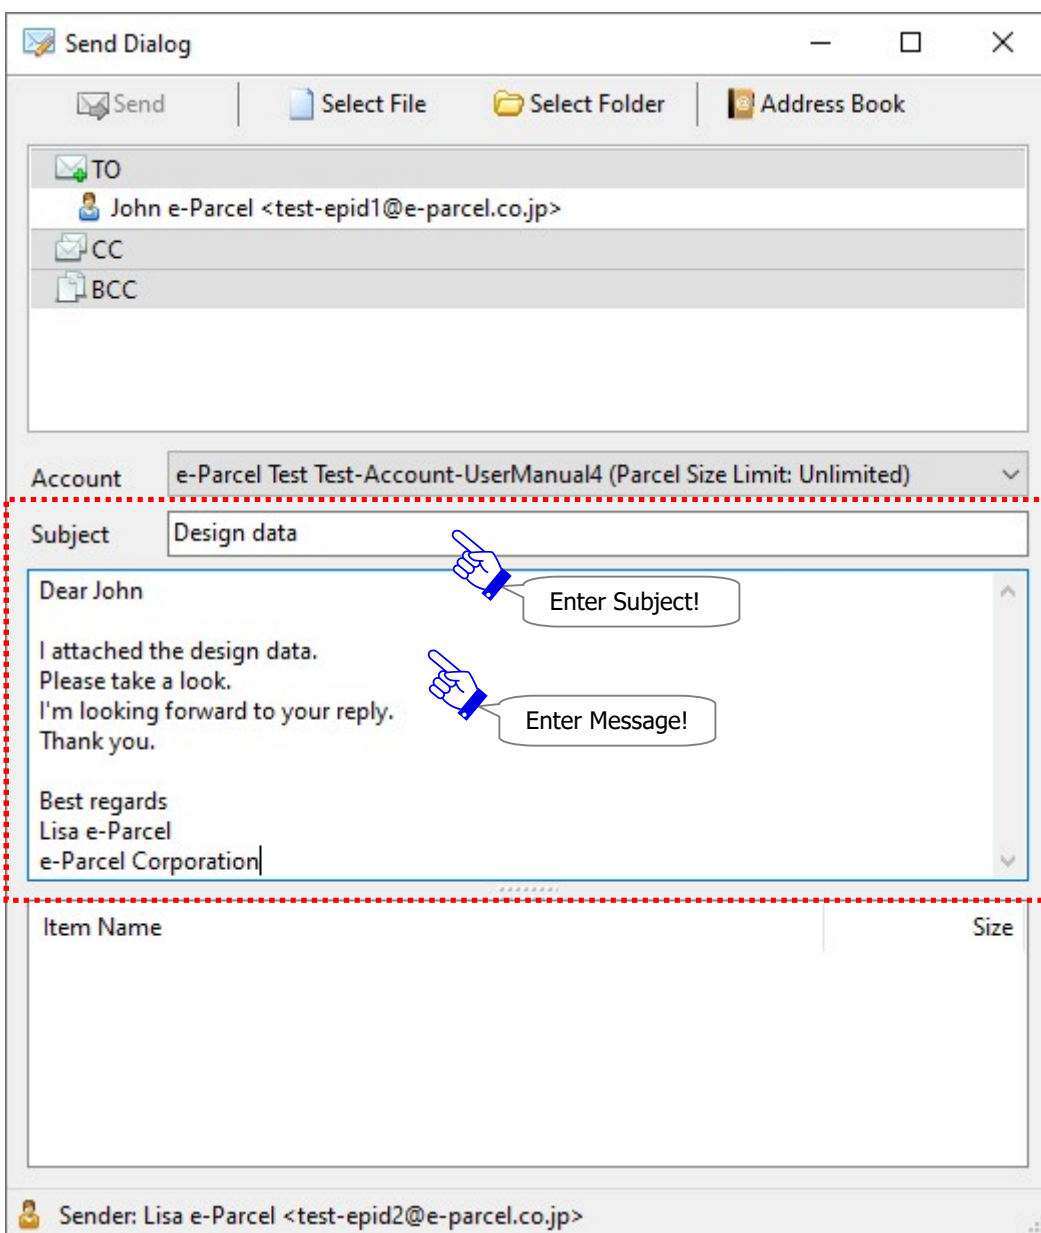 Send Dialog
Send Select File Select Folder Address Book
TO
John e-Parcel <test-epid1@e-parcel.co.jp>
CC
BCC
Account e-Parcel Test Test-Account-UserManual4 (Parcel Size Limit: Unlimited)
Subject Design data
Enter Subject!
Dear John
I attached the design data.
Please take a look.
I'm looking forward to your reply.
Thank you.
Enter Message!
Best regards
Lisa e-Parcel
e-Parcel Corporation
Item Name Size
Sender: Lisa e-Parcel <test-epid2@e-parcel.co.jp>